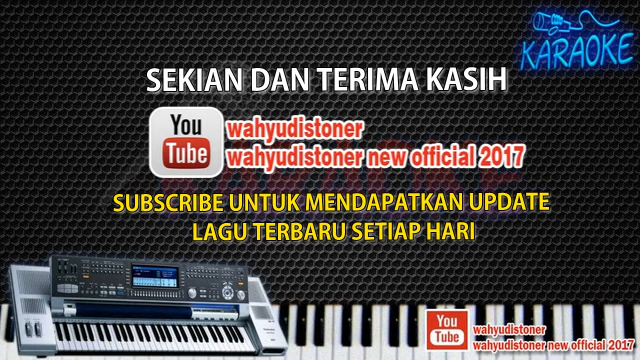 KARAOKE
SEKIAN DAN TERIMA KASIH
You Tube
wahyudistoner
wahyudistoner new official 2017
SUBSCRIBE UNTUK MENDAPATKAN UPDATE
LAGU TERBARU SETIAP HARI
You Tube
wahyudistoner
wahyudistoner new official 2017